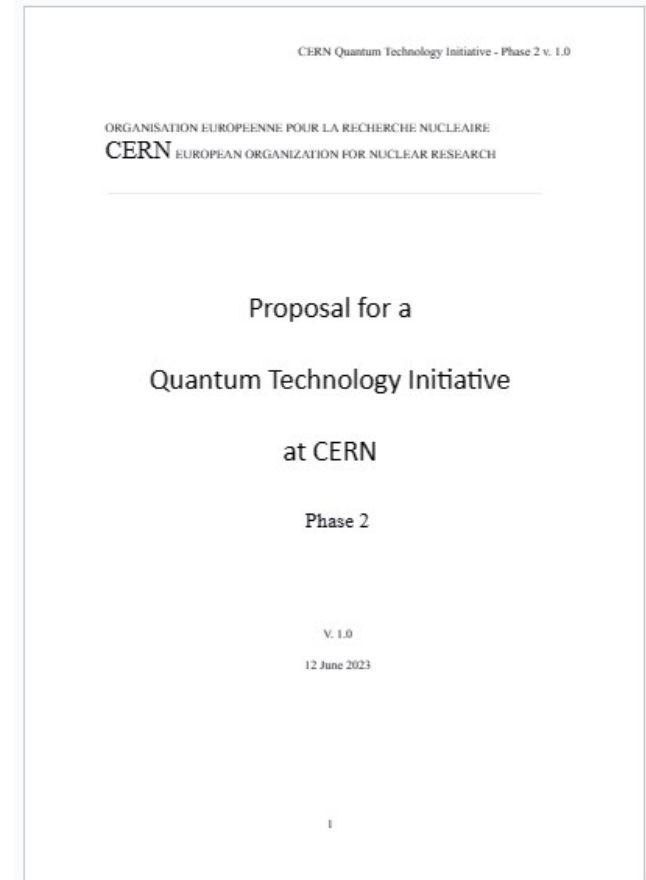 CERN Quantum Technology Initiative - Phase 2 v. 1.0
ORGANISATION EUROPEENNE POUR LA RECHERCHE NUCLEAIRE
CERN EUROPEAN ORGANIZATION FOR NUCLEAR RESEARCH
Proposal for a
Quantum Technology Initiative
at CERN
Phase 2
V. 1.0
12 June 2023
1